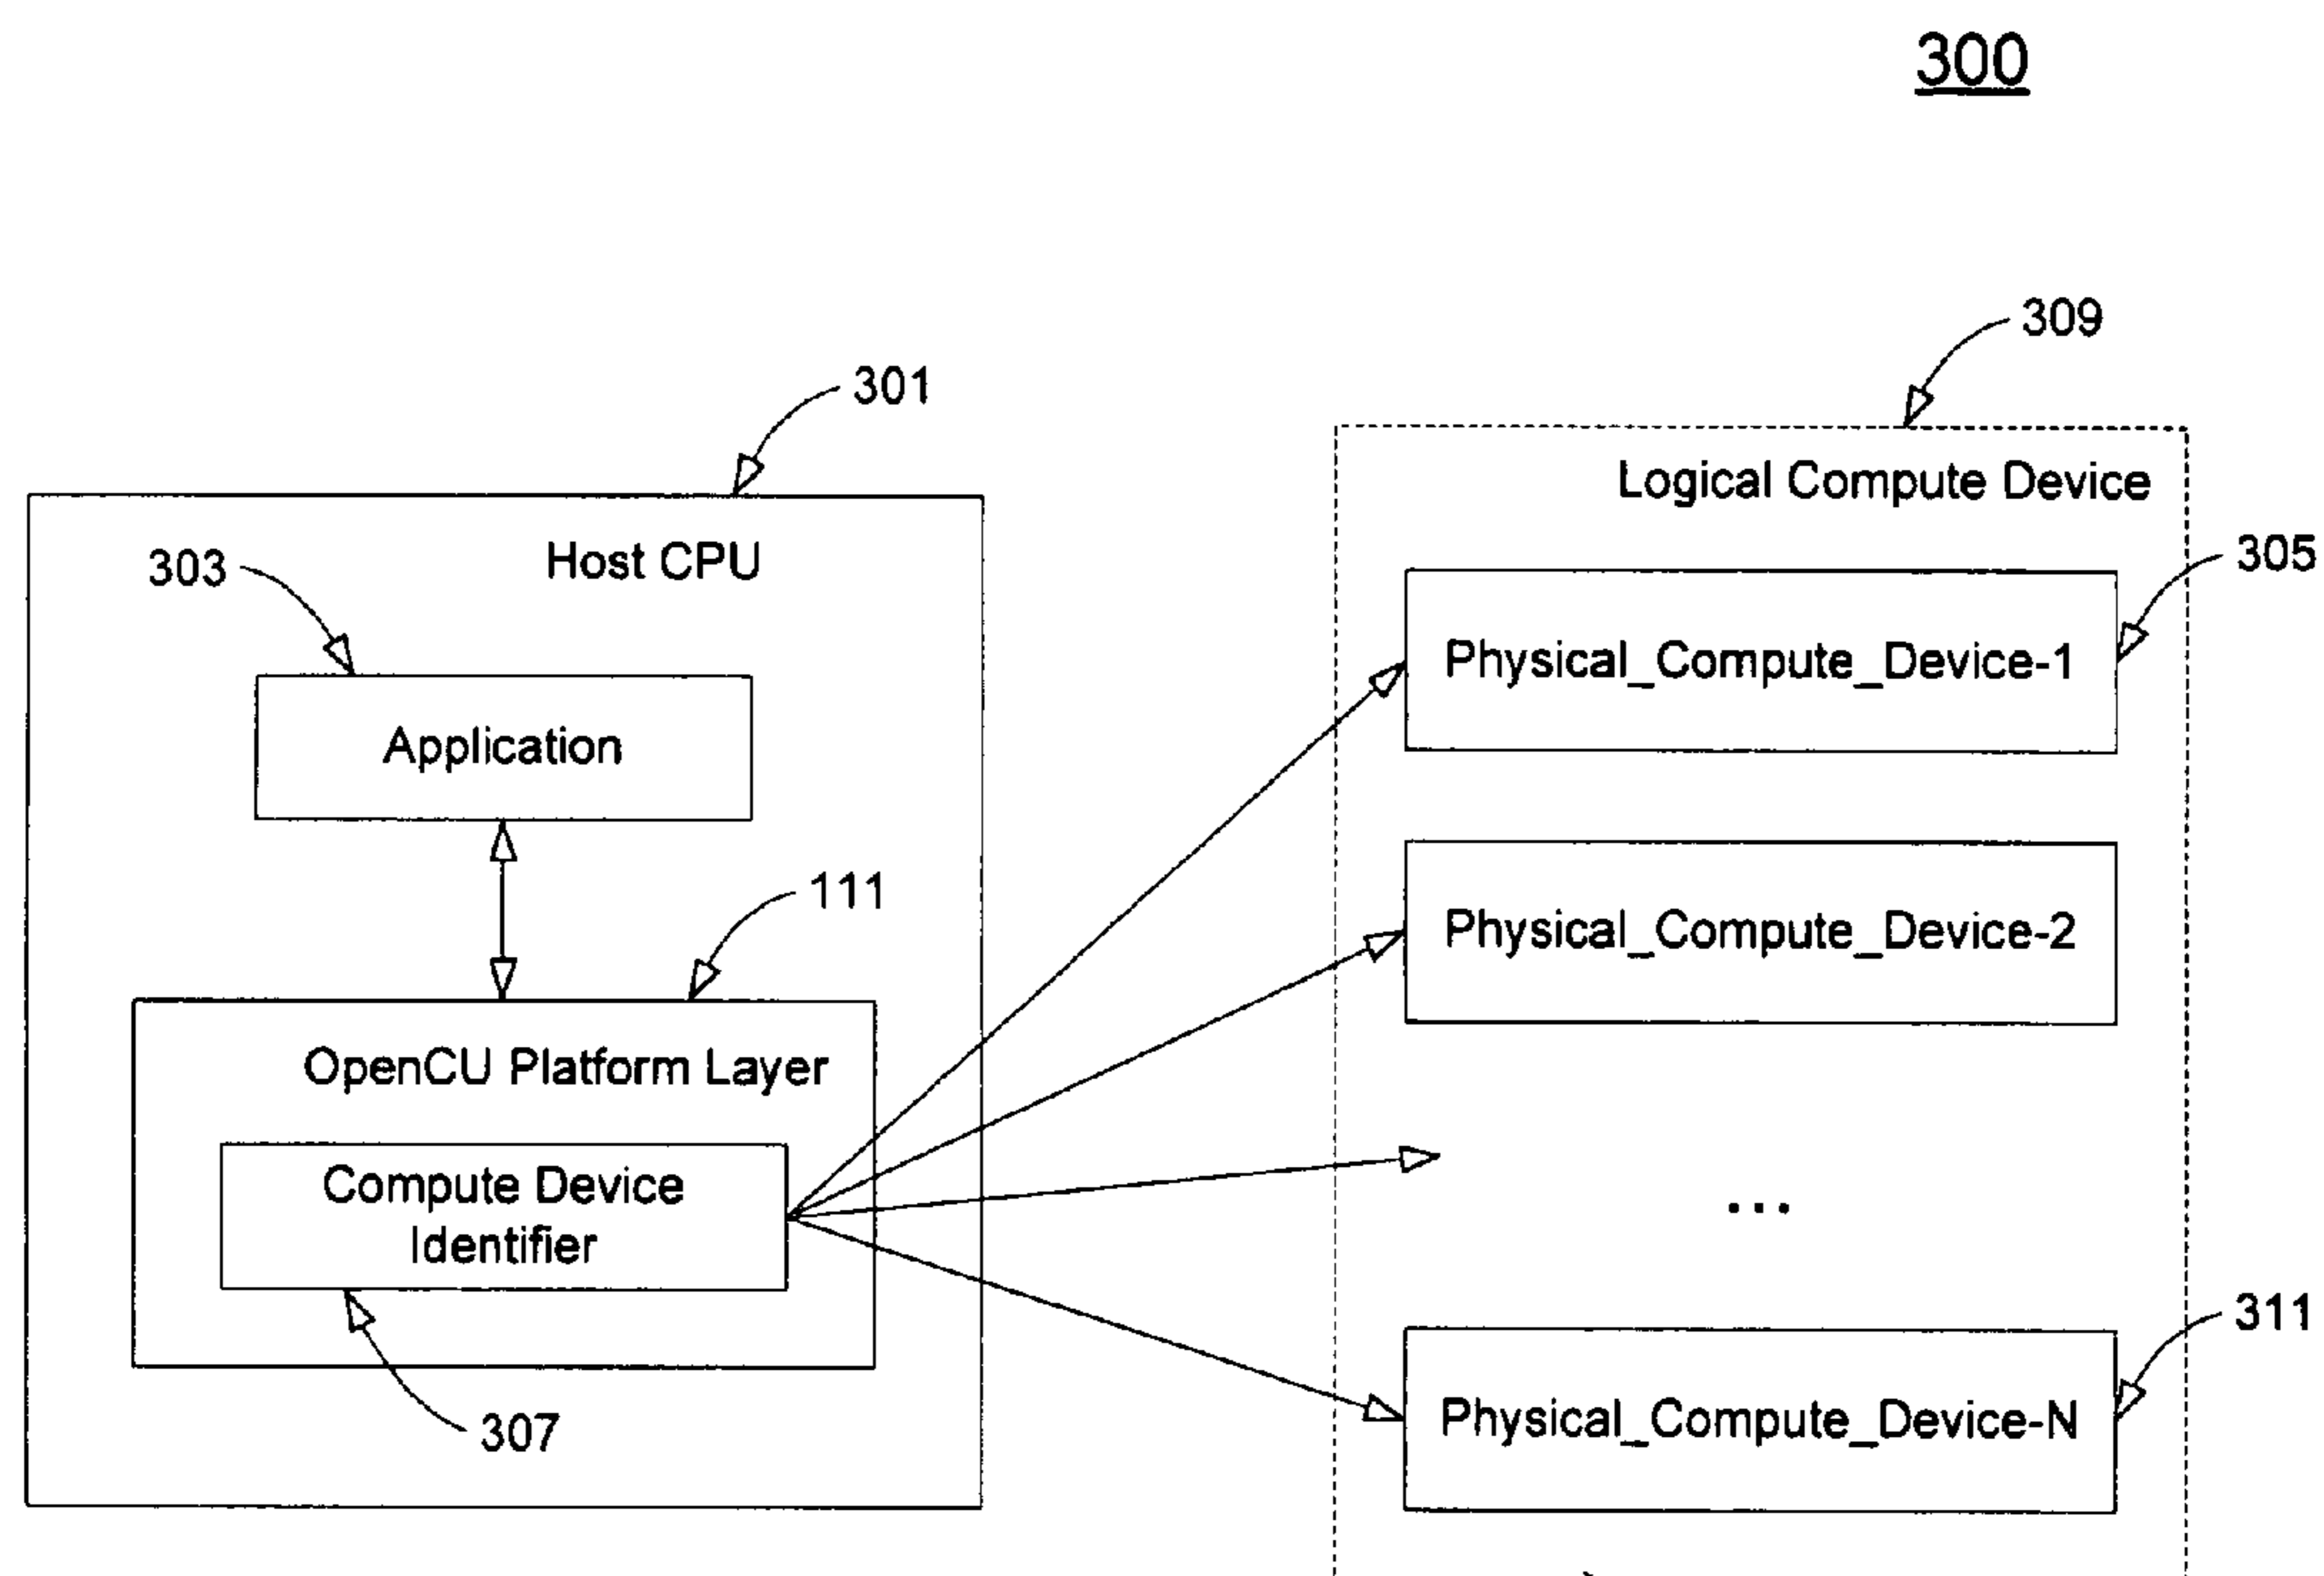 300
309
301
Logical Compute Device
Host CPU
303
305
Physical_Compute_Device-1
Application
111
Physical_Compute_Device-2
OpenCU Platform Layer
Compute Device
Identifier
...
311
307
Physical_Compute_Device-N